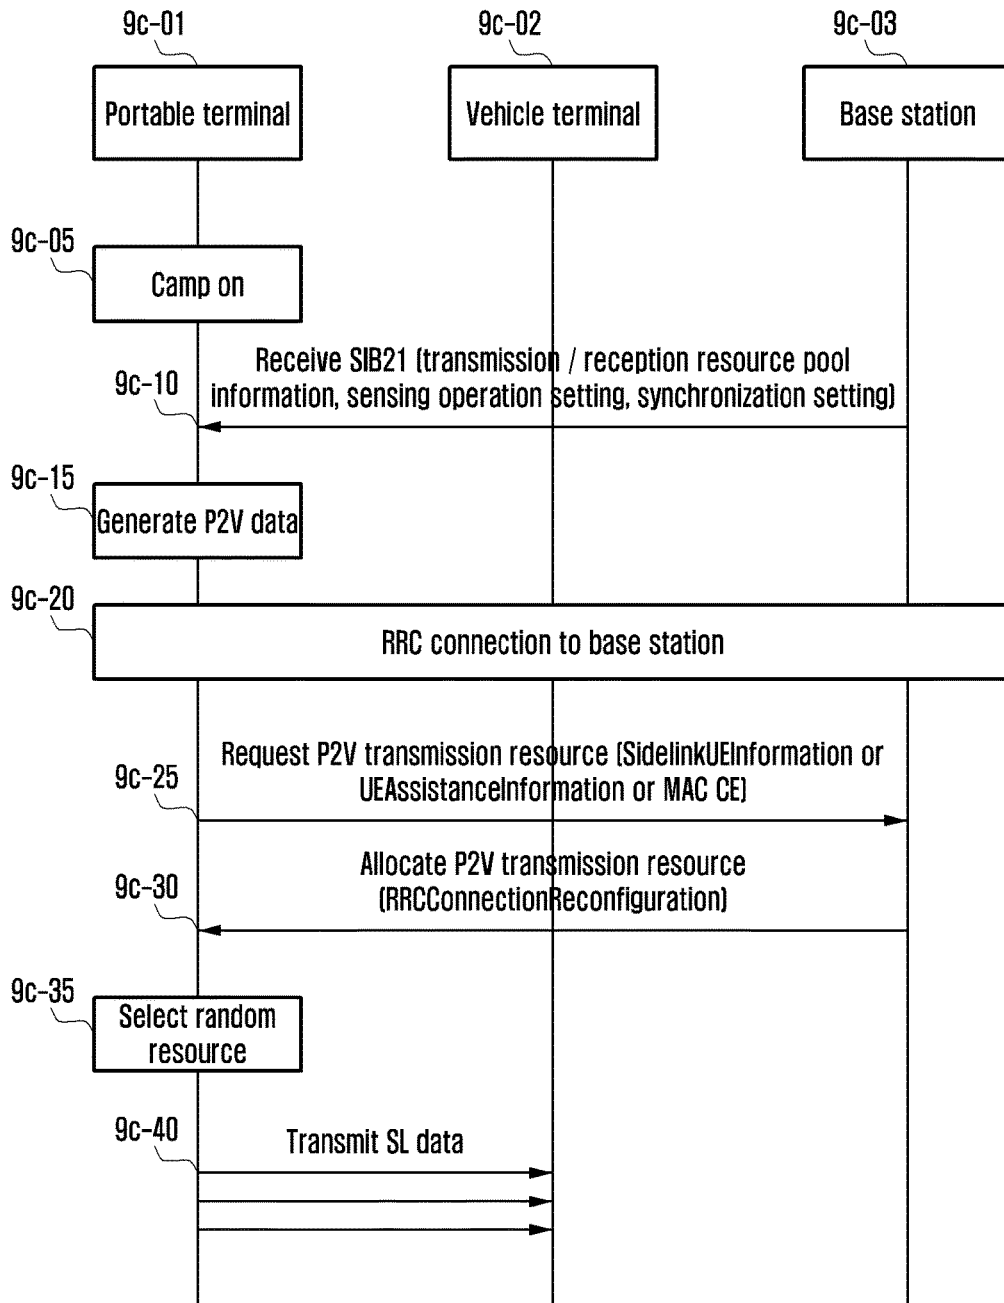 9c-01
9c-02
9c-03
Portable terminal
Vehicle terminal
Base station
9c-05
Camp on
Receive SIB21 (transmission / reception resource pool
9c-10
information, sensing operation setting, synchronization setting)
9c-15
Generate P2V data
9c-20
RRC connection to base station
Request P2V transmission resource (SidelinkUEInformation or
9c-25
UEAssistanceInformation or MAC CE)
Allocate P2V transmission resource
9c-30
(RRCConnectionReconfiguration)
9c-35
Select random
resource
9c-40
Transmit SL data